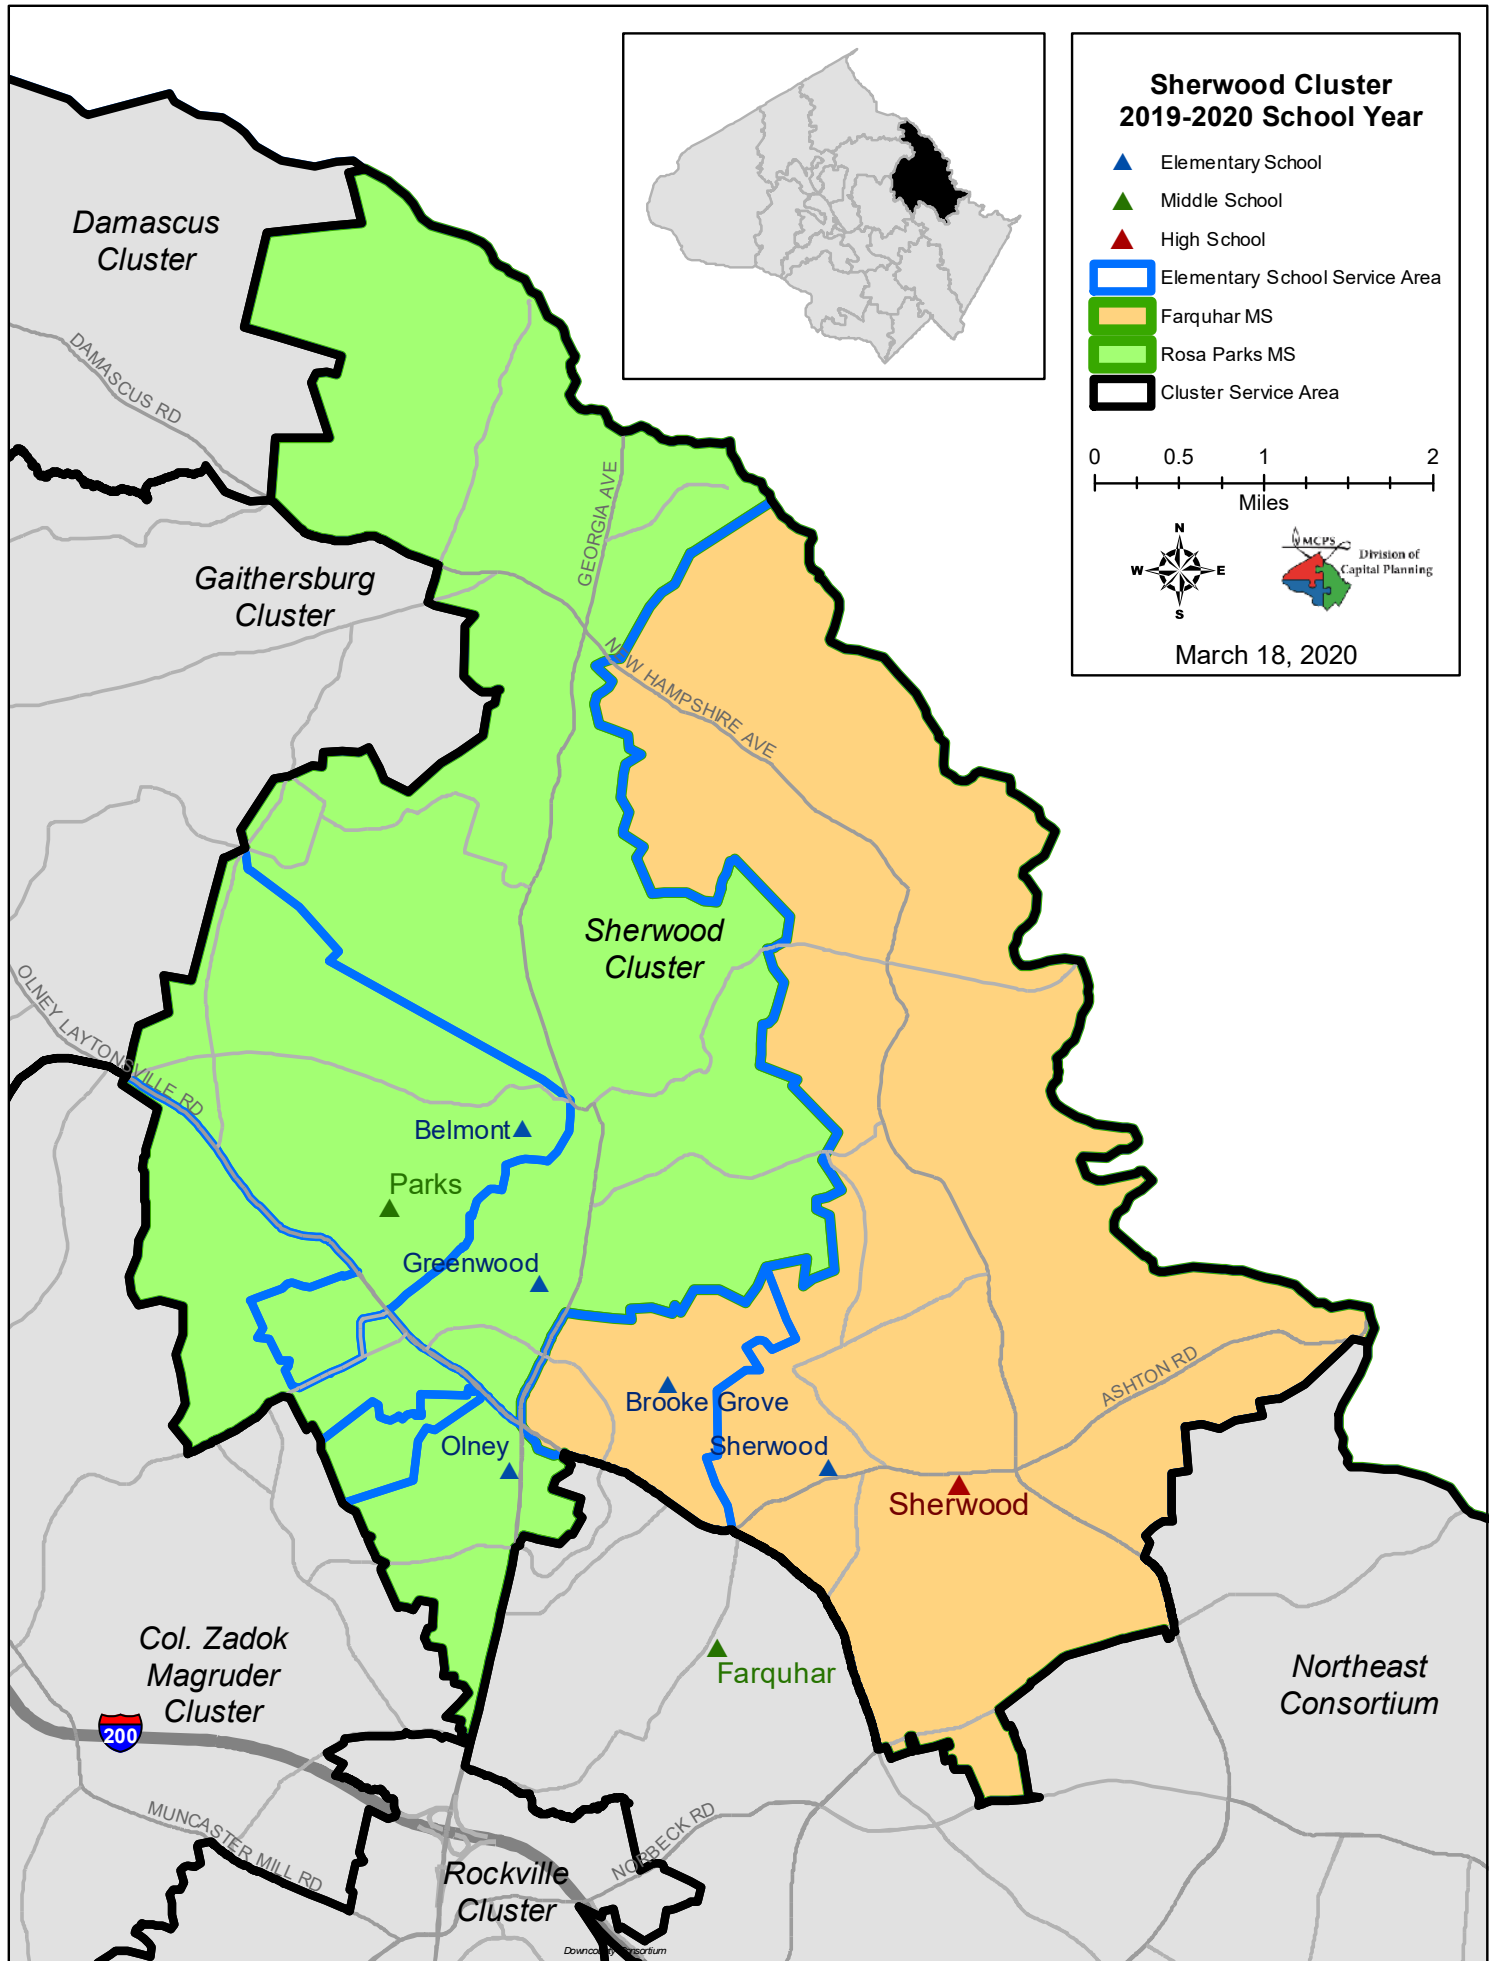 Sherwood Cluster
2019-2020 School Year
Elementary School
Middle School
High School
Elementary School Service Area
Farquhar MS
Rosa Parks MS
Cluster Service Area
0 0.5 1 2
Miles
N
W E
S
MCPS
Division of
Capital Planning
March 18, 2020
Damascus
Cluster
DAMASCUS RD
Gaithersburg
Cluster
GEORGIA AVE
NEW HAMPSHIRE AVE
Sherwood
Cluster
OLNEY LAYTONSVILLE RD
Belmont
Parks
Greenwood
Brooke Grove
ASHTON RD
Olney
Sherwood
Sherwood
Farquhar
Col. Zadok
Magruder
Cluster
200
Northeast
Consortium
MUNCASTER MILL RD
NORBECK RD
Rockville
Cluster
Downcounty Consortium